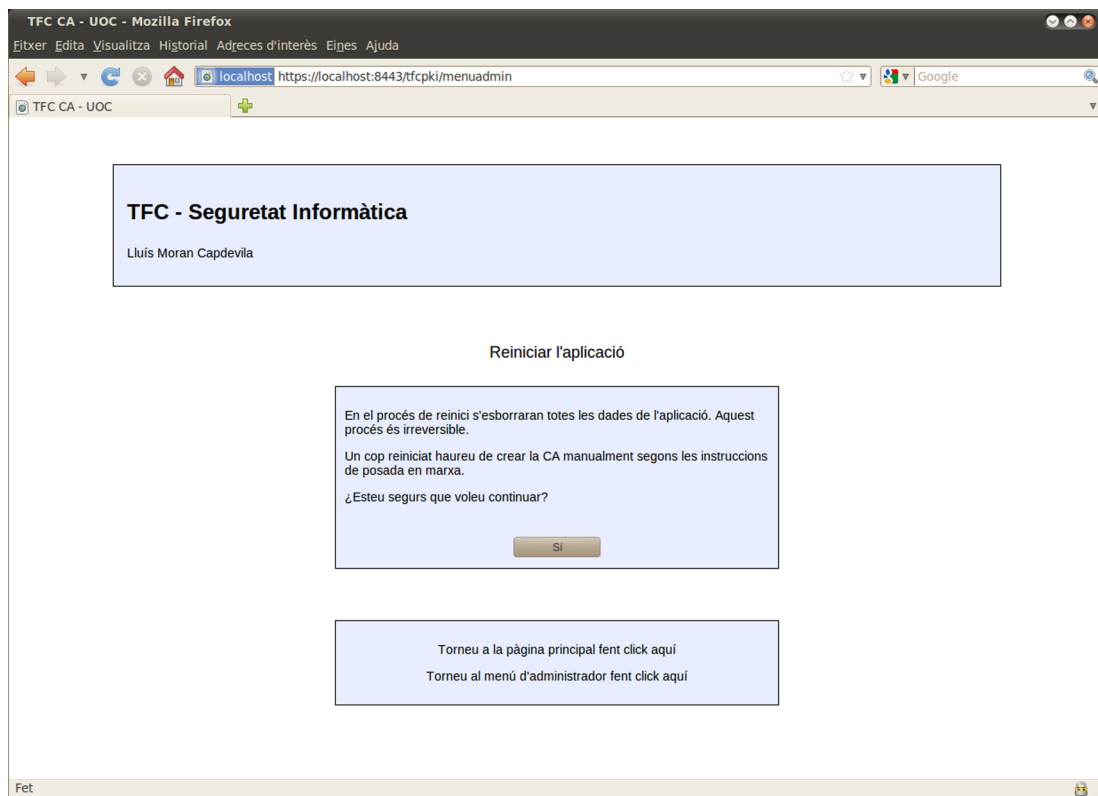 TFC CA - UOC - Mozilla Firefox
Fitxer Edita Visualitza Historial Adreces d'interès Eines Ajuda
localhost https://localhost:8443/tfcpki/menuadmin Google
TFC CA - UOC
TFC - Seguretat Informàtica
Lluís Moran Capdevila
Reiniciar l'aplicació
En el procés de reinici s'esborraran totes les dades de l'aplicació. Aquest
procés és irreversible.
Un cop reiniciat haureu de crear la CA manualment segons les instruccions
de posada en marxa.
¿Esteu segurs que voleu continuar?
Sí
Torneu a la pàgina principal fent click aquí
Torneu al menú d'administrador fent click aquí
Fet